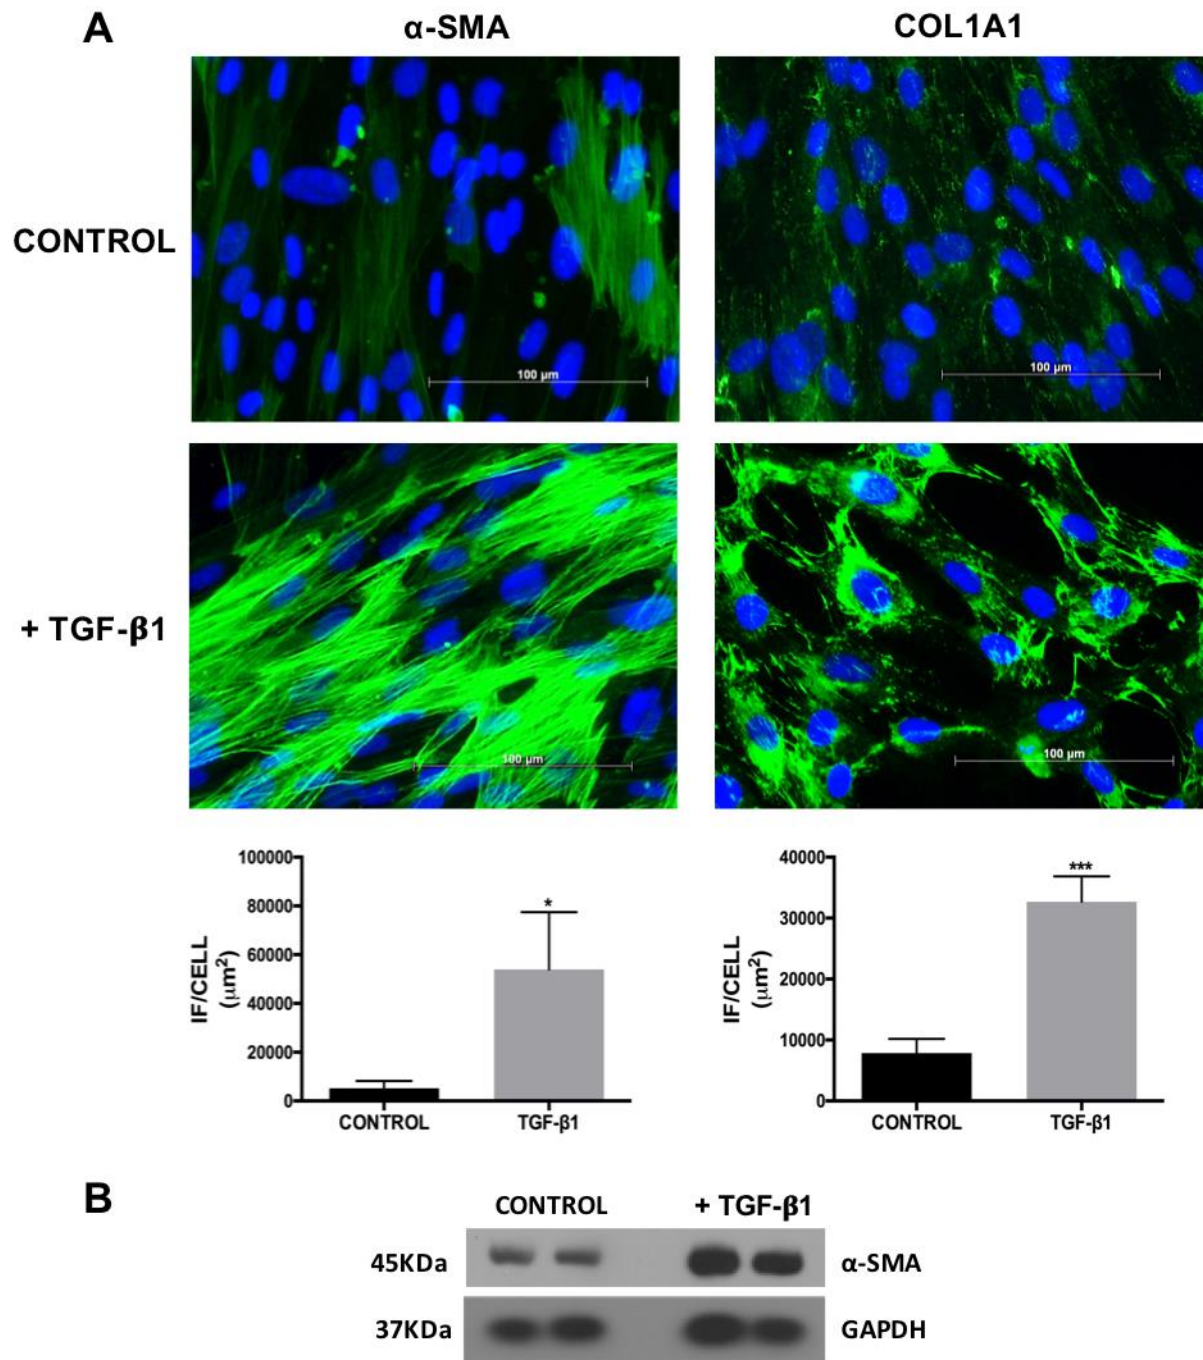 A
α-SMA COL1A1
CONTROL
100 µm
100 µm
+ TGF-β1
100 µm
100 µm
IF/CELL
(µm²)
100000
80000
60000
40000
20000
0
*
CONTROL TGF-β1
IF/CELL
(µm²)
40000
30000
20000
10000
0
***
CONTROL TGF-β1
B
CONTROL + TGF-β1
45KDa α-SMA
37KDa GAPDH